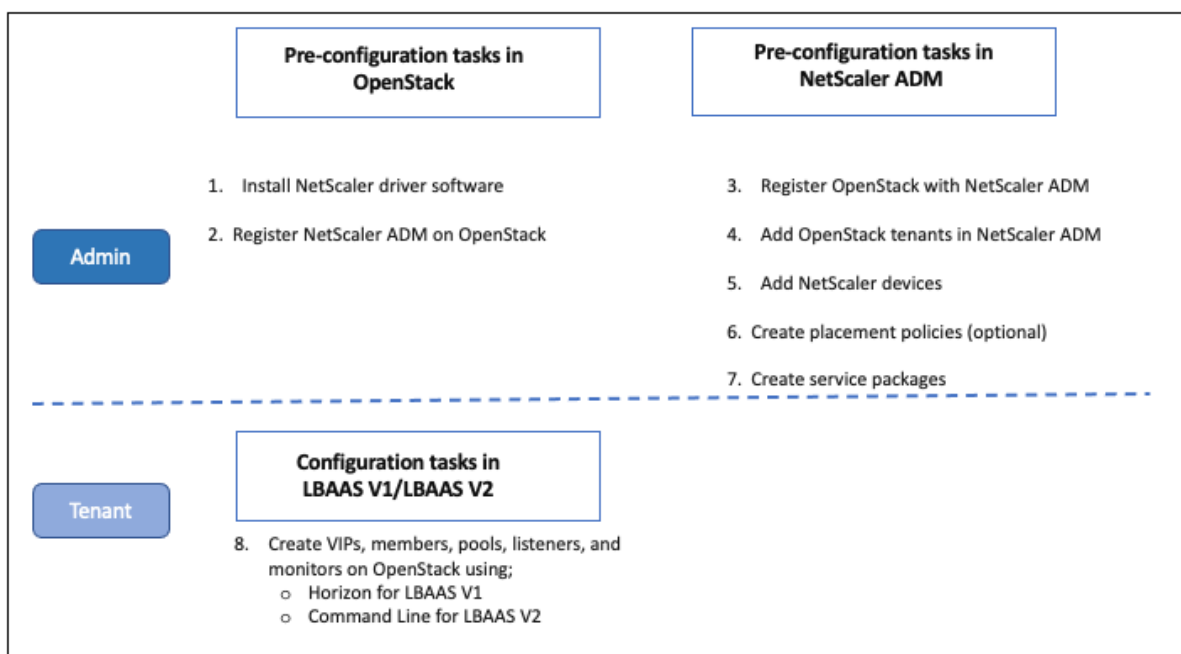 Pre-configuration tasks in
OpenStack
Pre-configuration tasks in
NetScaler ADM
Admin
1. Install NetScaler driver software
2. Register NetScaler ADM on OpenStack
3. Register OpenStack with NetScaler ADM
4. Add OpenStack tenants in NetScaler ADM
5. Add NetScaler devices
6. Create placement policies (optional)
7. Create service packages
Tenant
Configuration tasks in
LBAAS V1/LBAAS V2
8. Create VIPs, members, pools, listeners, and
monitors on OpenStack using;
o Horizon for LBAAS V1
o Command Line for LBAAS V2